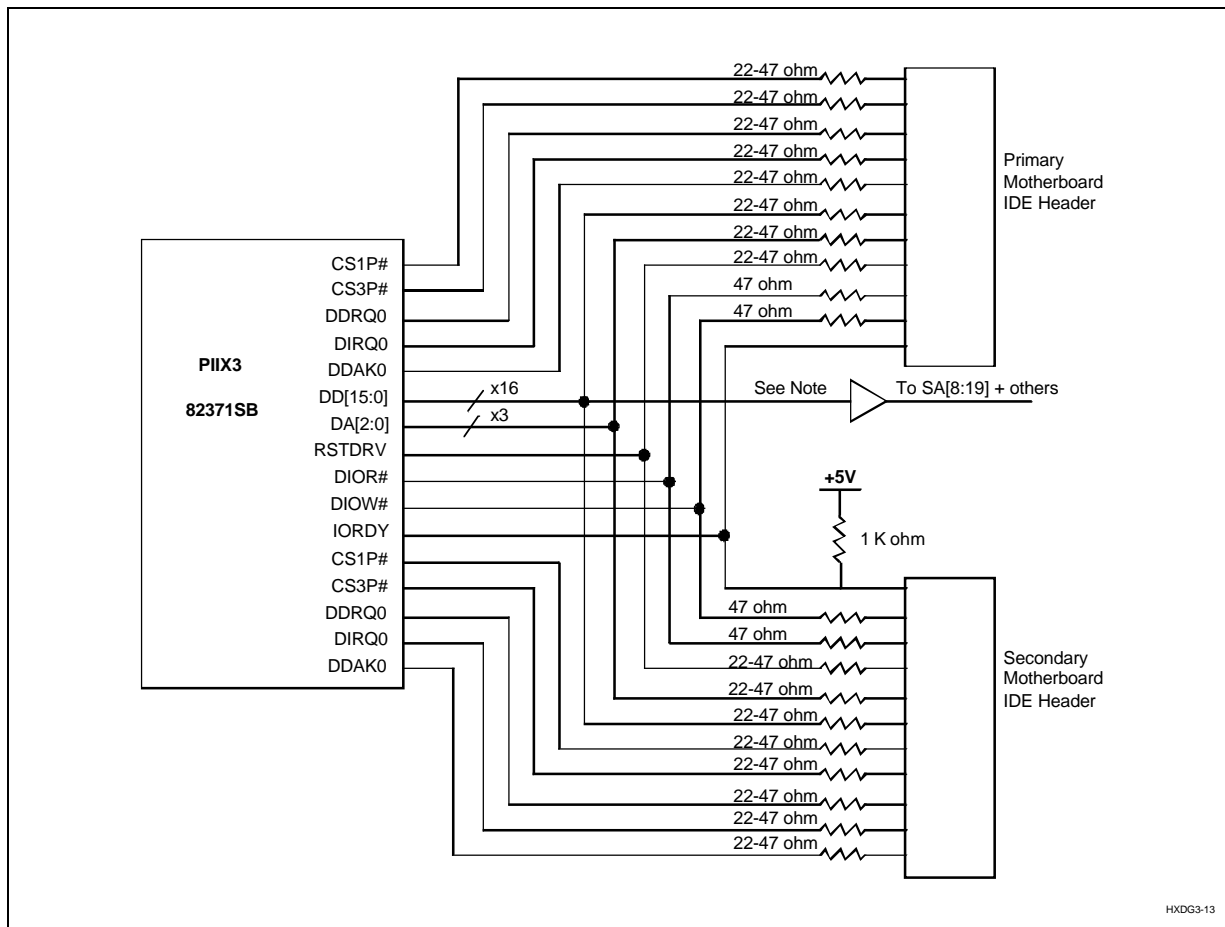 22-47 ohm
22-47 ohm
22-47 ohm
22-47 ohm
22-47 ohm
22-47 ohm
22-47 ohm
22-47 ohm
47 ohm
47 ohm
Primary
Motherboard
IDE Header
PIIX3
82371SB
CS1P#
CS3P#
DDRQ0
DIRQ0
DDAK0
DD[15:0]
DA[2:0]
RSTDRV
DIOR#
DIOW#
IORDY
CS1P#
CS3P#
DDRQ0
DIRQ0
DDAK0
x16
x3
See Note
To SA[8:19] + others
+5V
1 K ohm
47 ohm
47 ohm
22-47 ohm
22-47 ohm
22-47 ohm
22-47 ohm
22-47 ohm
22-47 ohm
22-47 ohm
22-47 ohm
Secondary
Motherboard
IDE Header
HXDG3-13